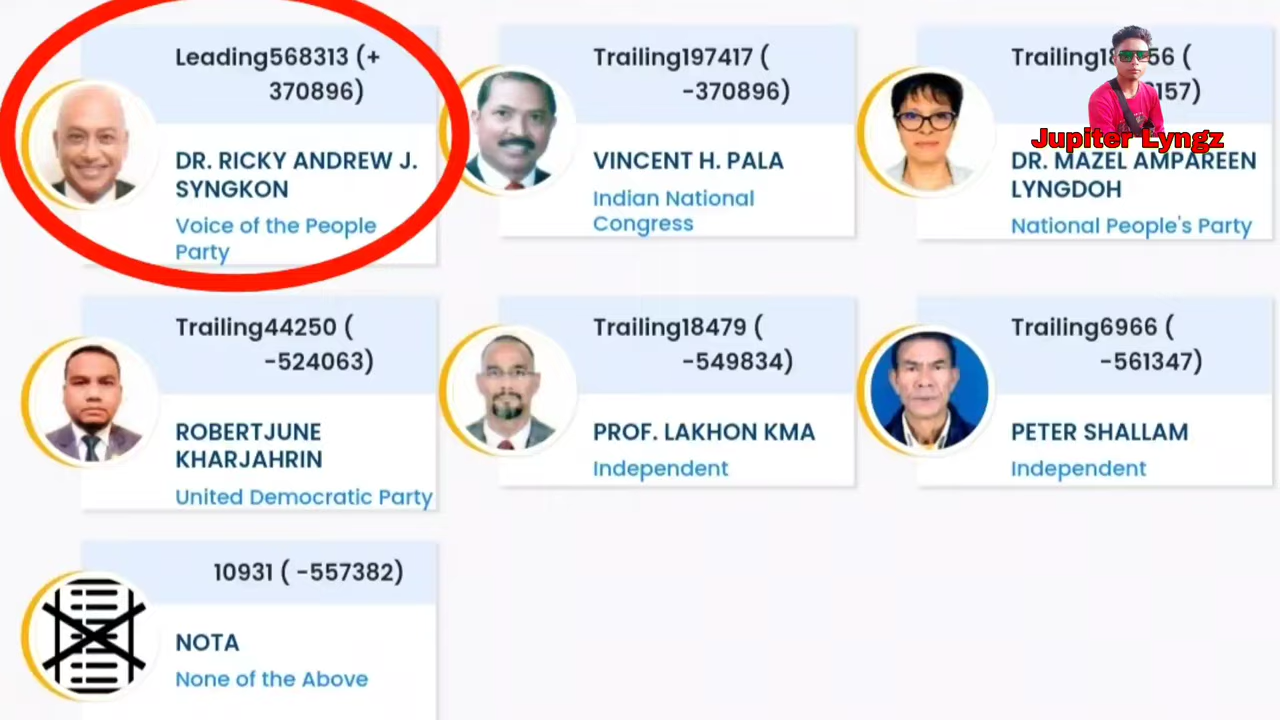 Leading568313 (+
370896)
DR. RICKY ANDREW J.
SYNGKON
Voice of the People
Party
Trailing197417 (
-370896)
VINCENT H. PALA
Indian National
Congress
Jupiter Lyngz
DR. MAZEL AMPAREEN
LYNGDOH
National People's Party
Trailing44250 (
-524063)
ROBERTJUNE
KHARJAHRIN
United Democratic Party
Trailing18479 (
-549834)
PROF. LAKHON KMA
Independent
Trailing6966 (
-561347)
PETER SHALLAM
Independent
10931 ( -557382)
NOTA
None of the Above